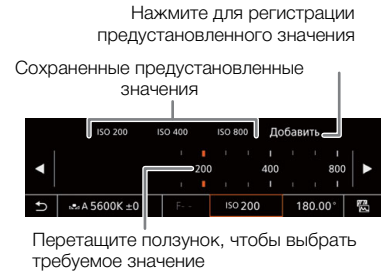 Нажмите для регистрации
предустановленного значения
Сохраненные предустановленные
значения
ISO 200 ISO 400 ISO 800 Добавить
200 400 800
A 5600K ±0 F- - ISO 200 180.00°
Перетащите ползунок, чтобы выбрать
требуемое значение